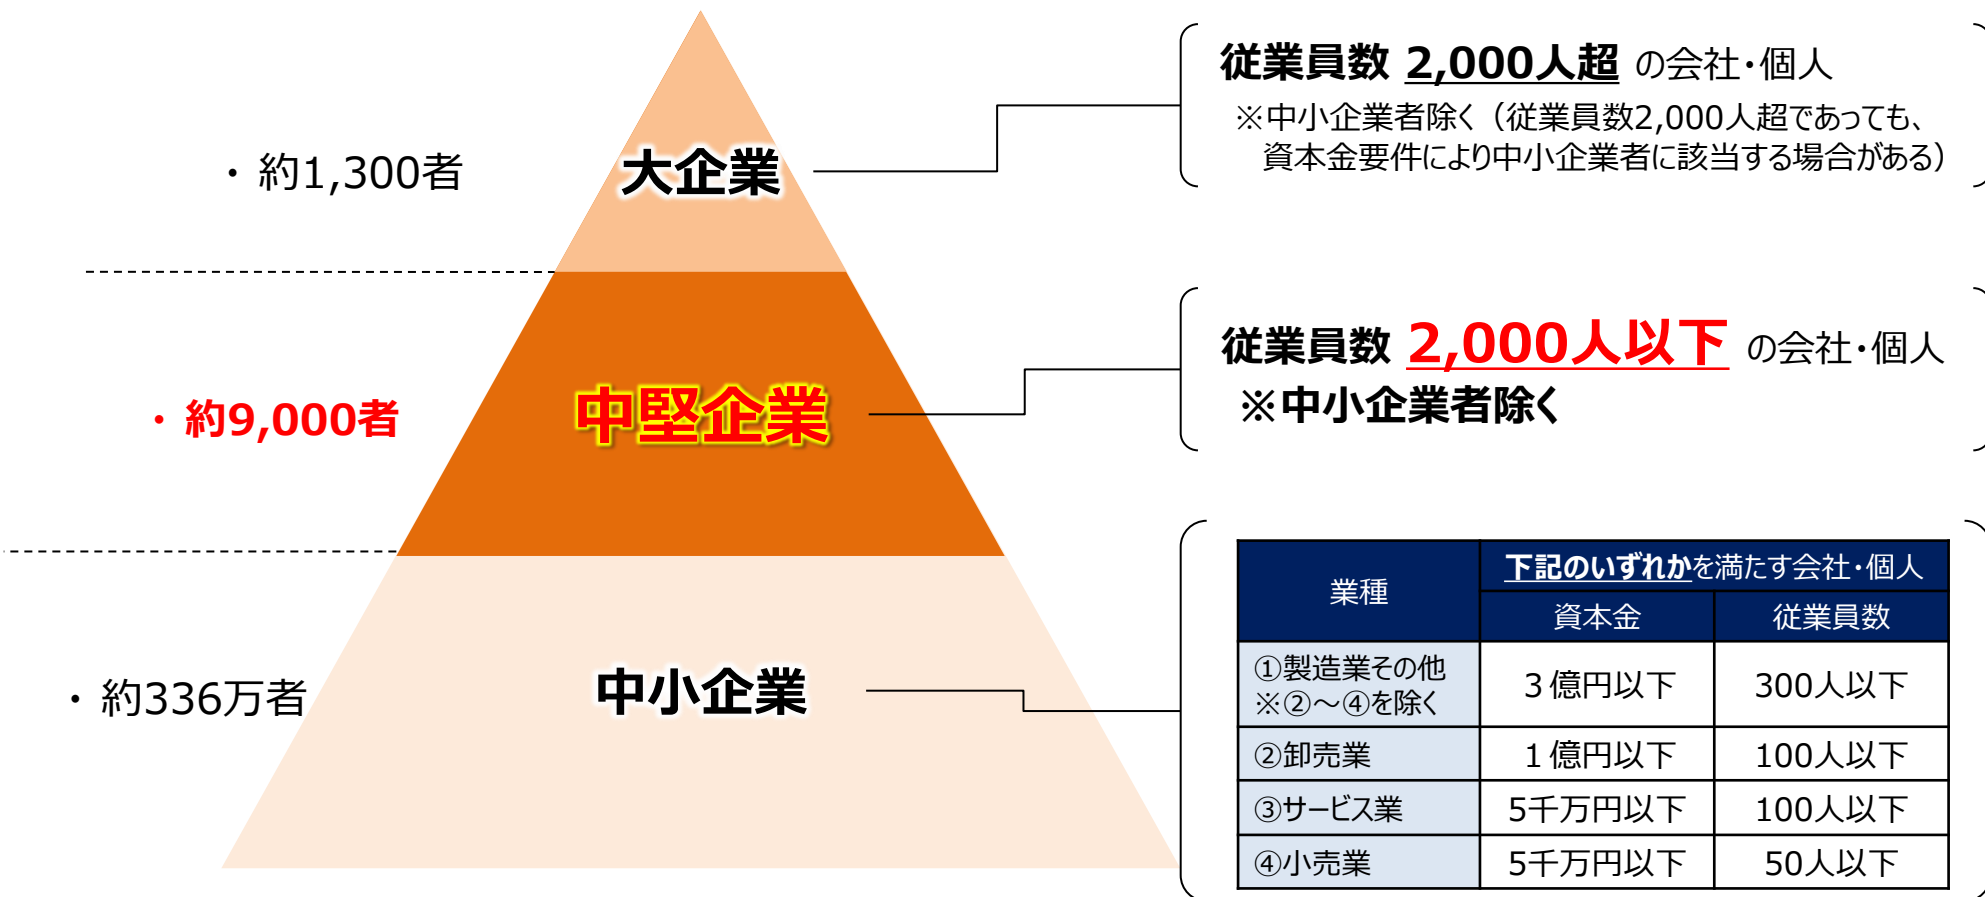 ・ 約1,300者
大企業
従業員数 2,000人超 の会社・個人
※中小企業者除く（従業員数2,000人超であっても、
資本金要件により中小企業者に該当する場合がある）
・ 約9,000者
中堅企業
従業員数 2,000人以下 の会社・個人
※中小企業者除く
・ 約336万者
中小企業
業種
下記のいずれかを満たす会社・個人
資本金 従業員数
①製造業その他
※②～④を除く
３億円以下 300人以下
②卸売業 １億円以下 100人以下
③サービス業 5千万円以下 100人以下
④小売業 5千万円以下 50人以下